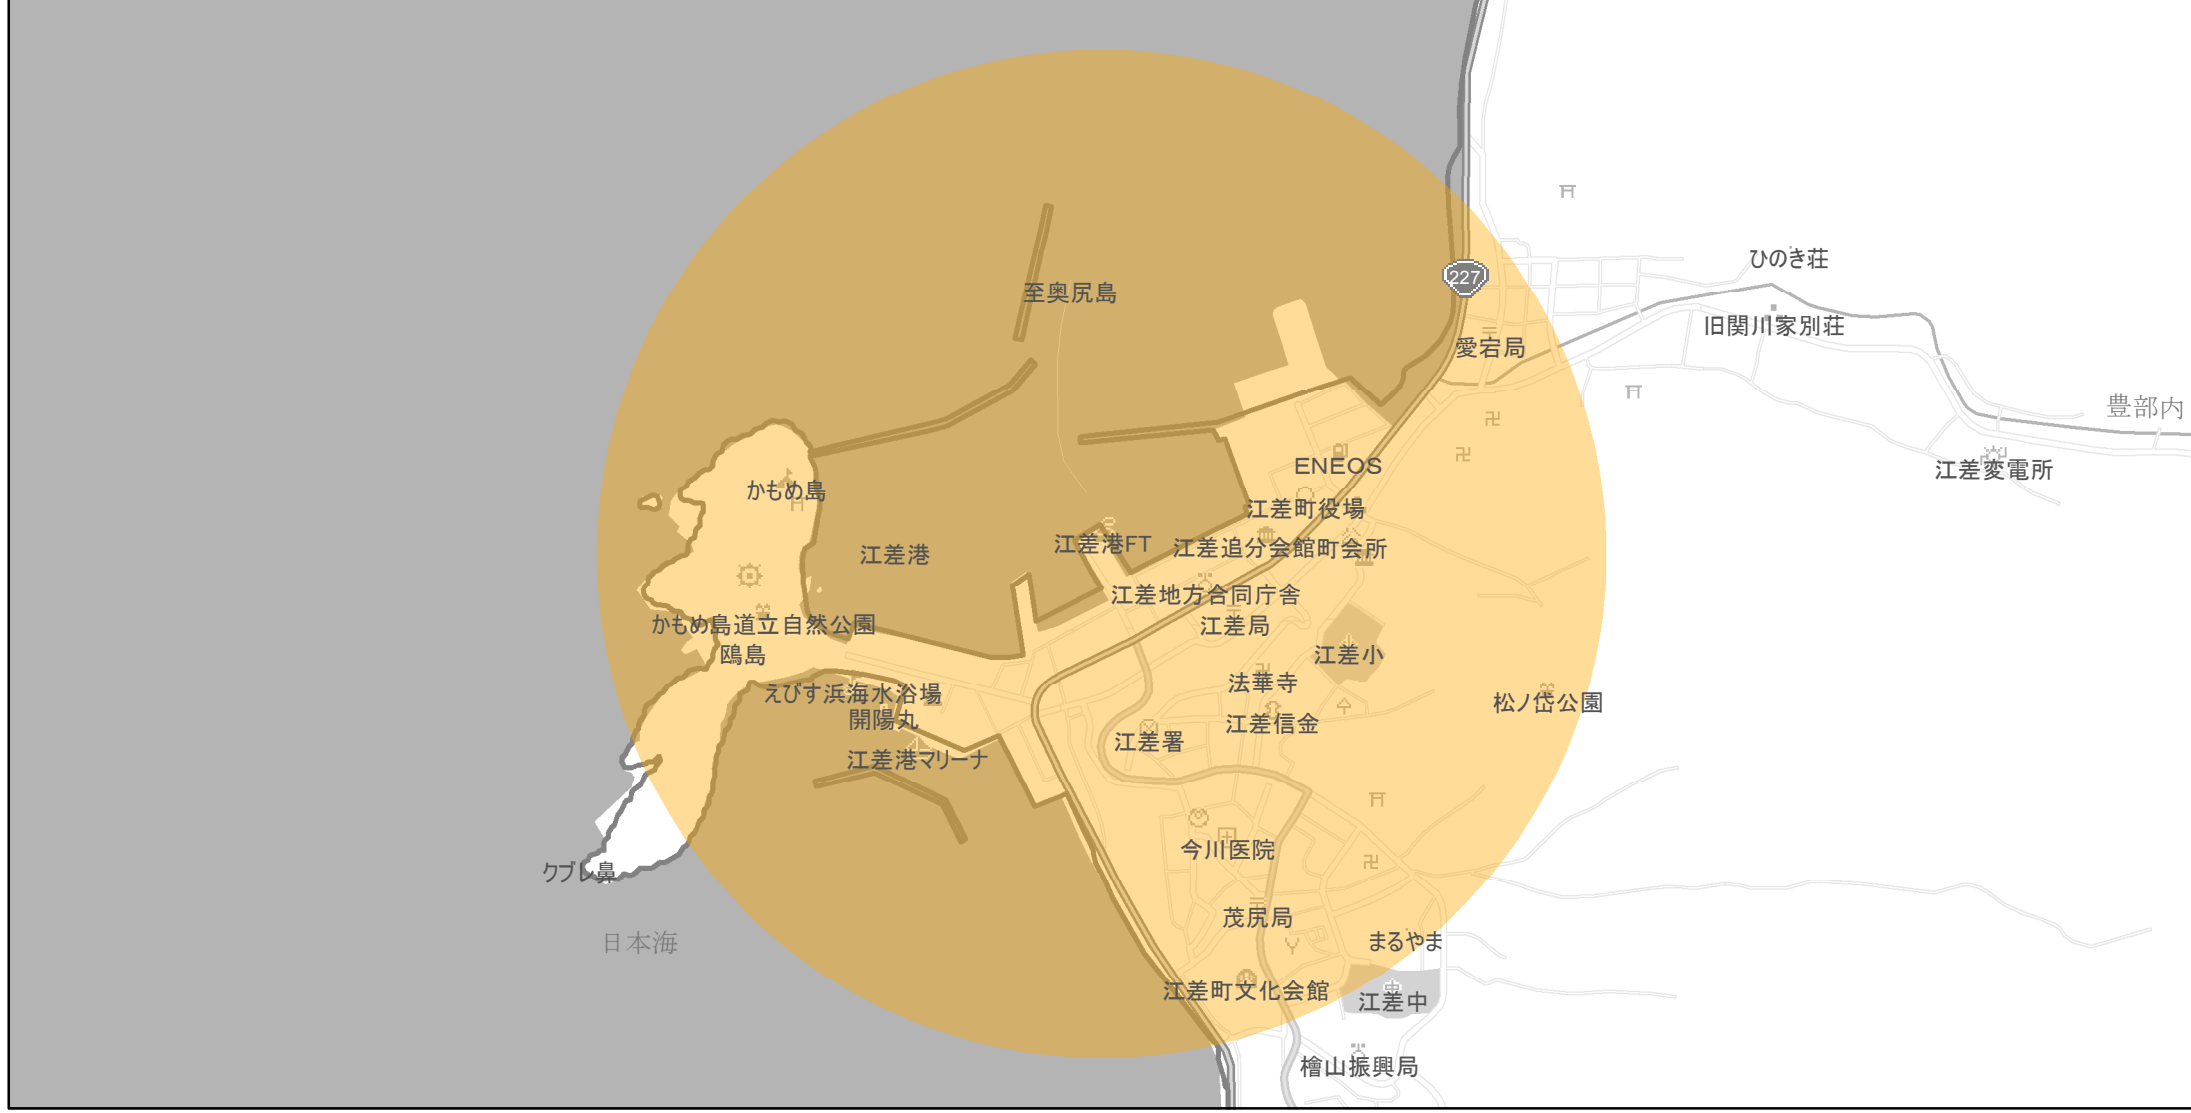 ひのき荘
227
至奥尻島
旧関川家別荘
愛宕局
豊部内
ENEOS
江差変電所
かもめ島
江差町役場
江差港
江差港FT
江差追分会館町会所
江差地方合同庁舎
かもめ島道立自然公園
江差局
鴎島
江差小
法華寺
えびす浜海水浴場
松ノ岱公園
開陽丸
江差信金
江差署
江差港マリーナ
今川医院
クブレ鼻
茂尻局
日本海
まるやま
江差町文化会館
江差中
檜山振興局